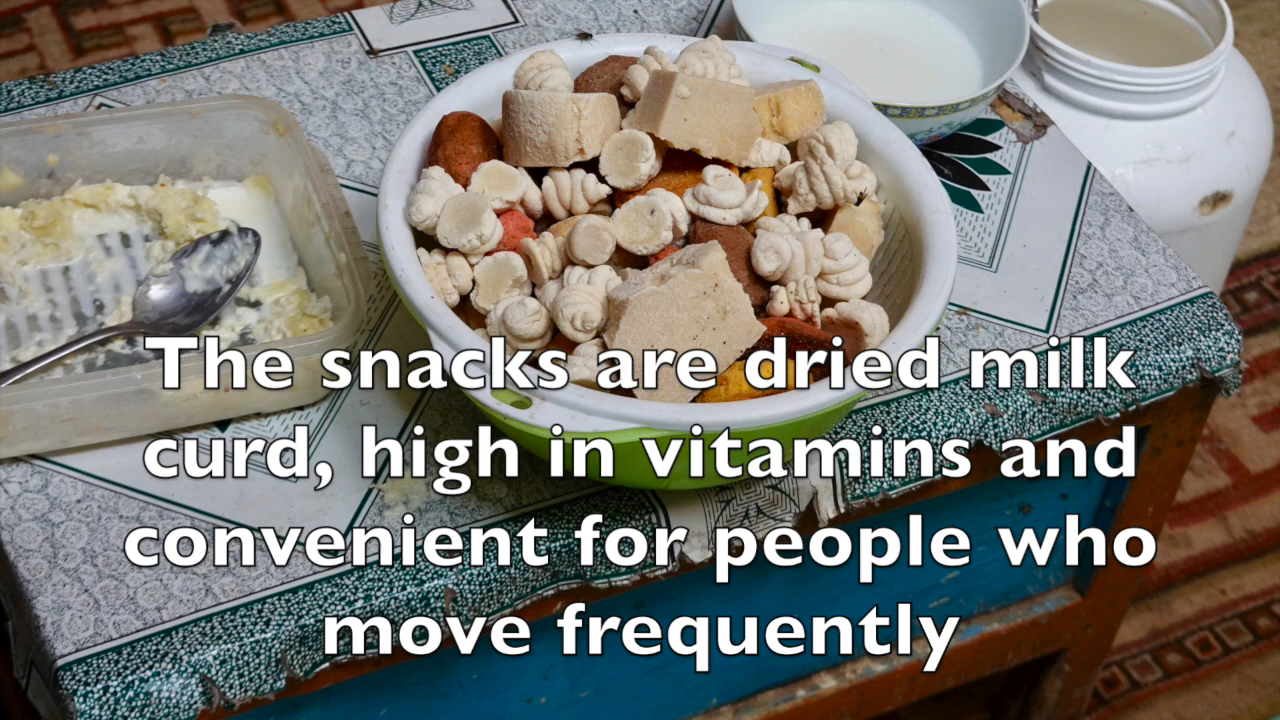 The snacks are dried milk
curd, high in vitamins and
convenient for people who
move frequently